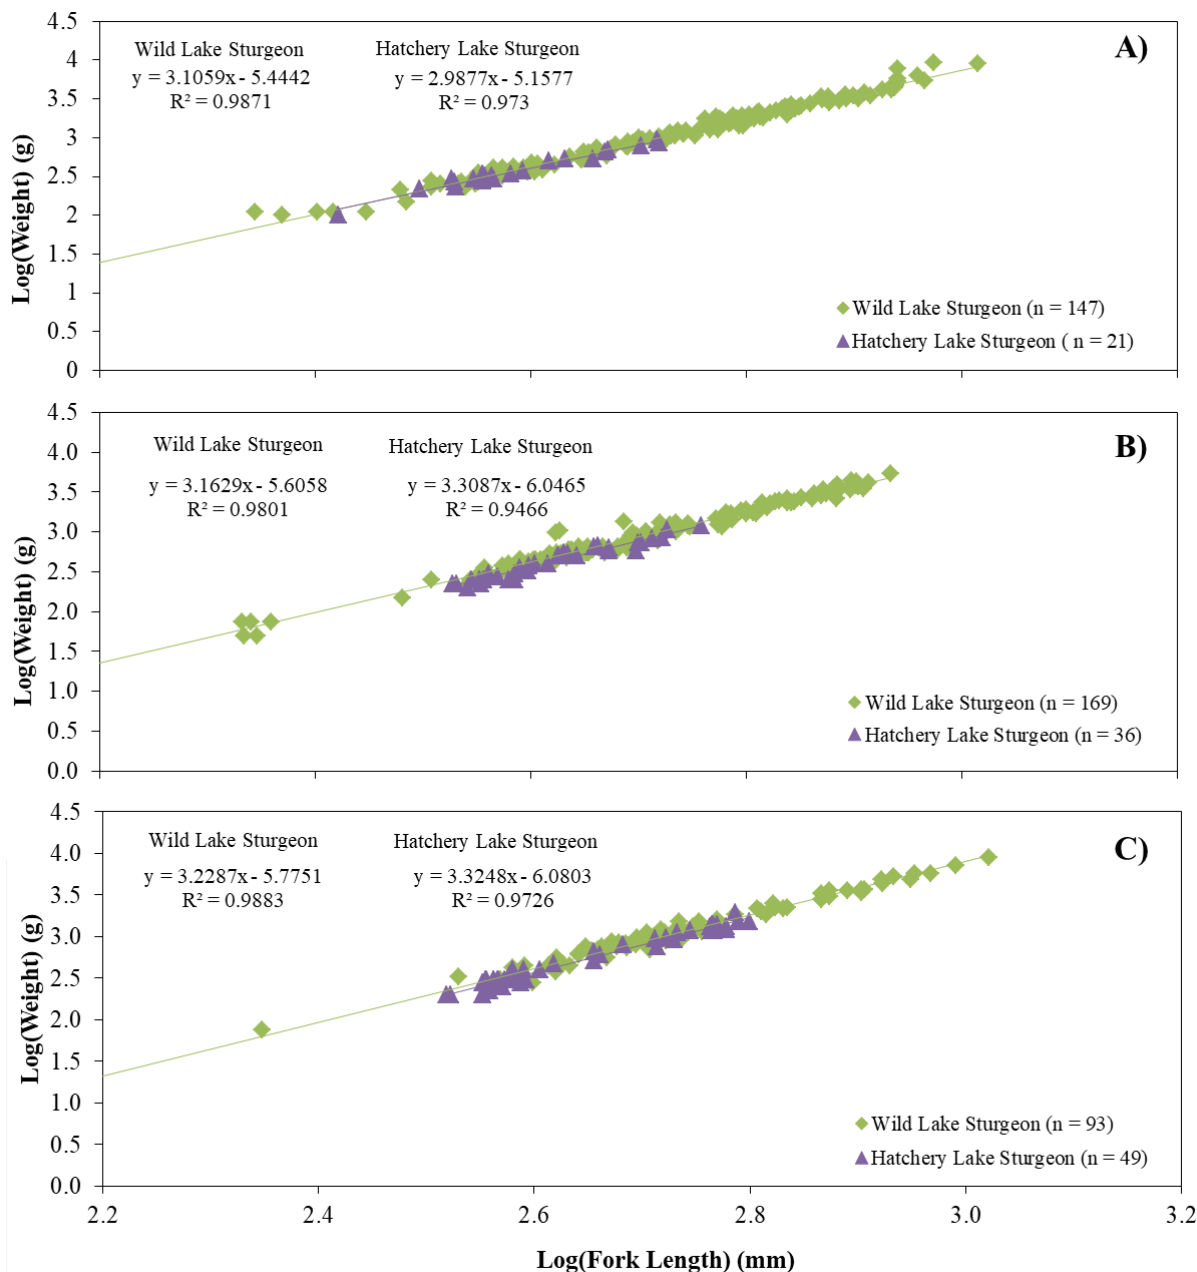 A)
Wild Lake Sturgeon Hatchery Lake Sturgeon
y = 3.1059x - 5.4442 y = 2.9877x - 5.1577
R² = 0.9871 R² = 0.973
Log(Weight) (g)
4.5
4
3.5
3
2.5
2
1.5
1
0.5
0
Wild Lake Sturgeon (n = 147)
Hatchery Lake Sturgeon ( n = 21)
B)
Wild Lake Sturgeon Hatchery Lake Sturgeon
y = 3.1629x - 5.6058 y = 3.3087x - 6.0465
R² = 0.9801 R² = 0.9466
Log(Weight) (g)
4.5
4.0
3.5
3.0
2.5
2.0
1.5
1.0
0.5
0.0
Wild Lake Sturgeon (n = 169)
Hatchery Lake Sturgeon (n = 36)
C)
Wild Lake Sturgeon Hatchery Lake Sturgeon
y = 3.2287x - 5.7751 y = 3.3248x - 6.0803
R² = 0.9883 R² = 0.9726
Log(Weight) (g)
4.5
4.0
3.5
3.0
2.5
2.0
1.5
1.0
0.5
0.0
Wild Lake Sturgeon (n = 93)
Hatchery Lake Sturgeon (n = 49)
2.2 2.4 2.6 2.8 3.0 3.2
Log(Fork Length) (mm)